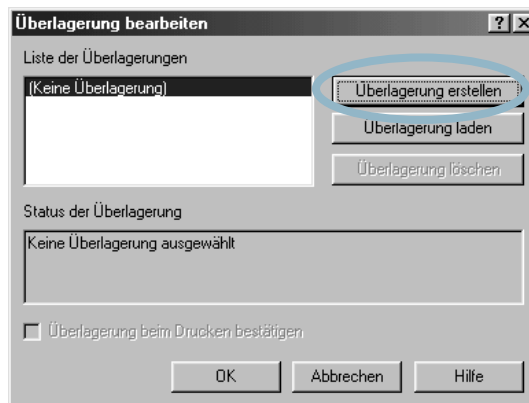 Überlagerung bearbeiten
Liste der Überlagerungen
(Keine Überlagerung)
Überlagerung erstellen
Überlagerung laden
Überlagerung löschen
Status der Überlagerung
Keine Überlagerung ausgewählt
Überlagerung beim Drucken bestätigen
OK
Abbrechen
Hilfe